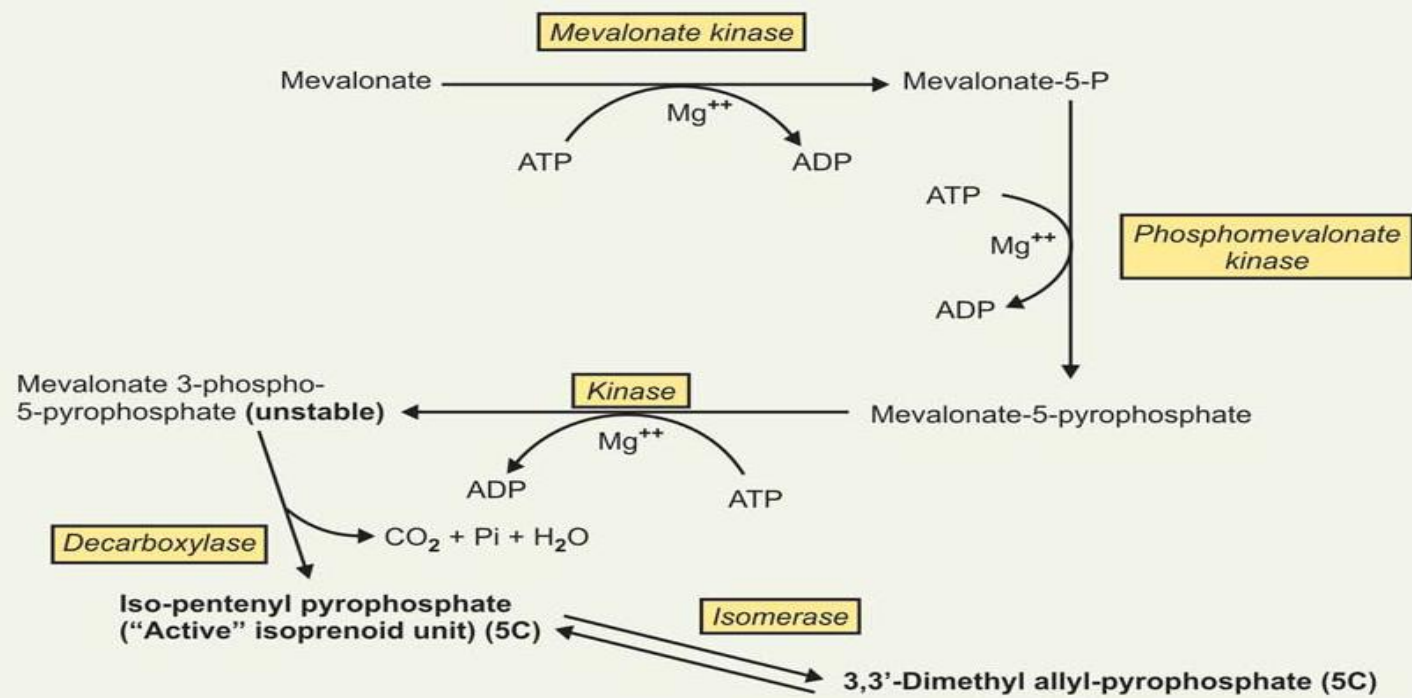 Mevalonate kinase
Mevalonate
Mevalonate-5-P
Mg++
ATP
ADP
ATP
Mg++
ADP
Phosphomevalonate
kinase
Mevalonate 3-phospho-
5-pyrophosphate (unstable)
Kinase
Mevalonate-5-pyrophosphate
Mg++
ADP
ATP
Decarboxylase
CO2 + Pi + H2O
Iso-pentenyl pyrophosphate
(“Active” isoprenoid unit) (5C)
Isomerase
3,3’-Dimethyl allyl-pyrophosphate (5C)